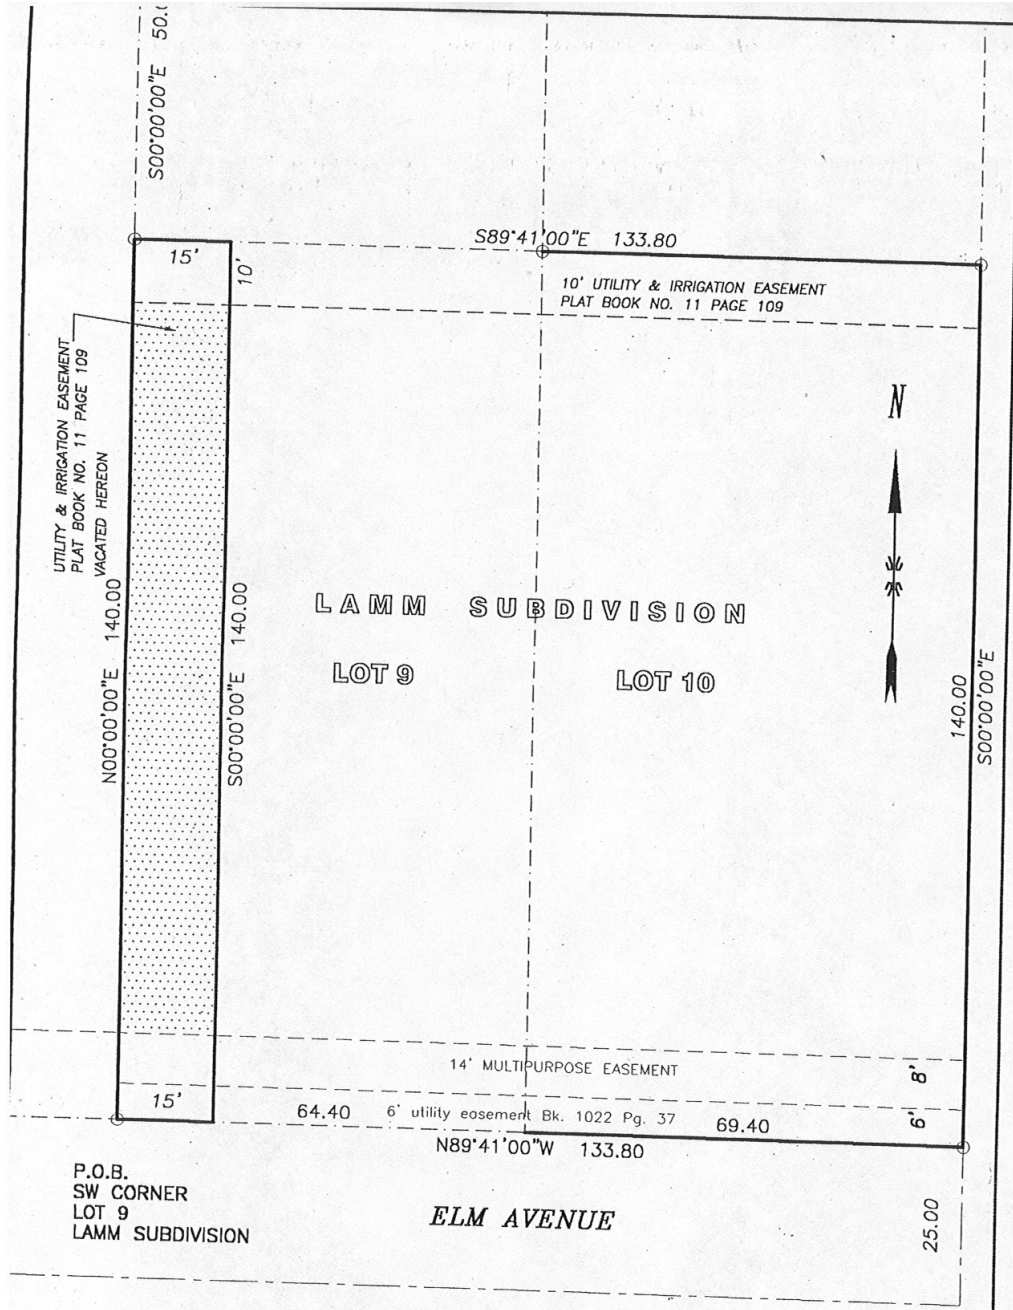 S00°00'00"E 50.0
S89°41'00"E 133.80
15'
10'
10' UTILITY & IRRIGATION EASEMENT
PLAT BOOK NO. 11 PAGE 109
UTILITY & IRRIGATION EASEMENT
PLAT BOOK NO. 11 PAGE 109
VACATED HEREON
N
N00°00'00"E 140.00
S00°00'00"E 140.00
LAMM SUBDIVISION
LOT 9
LOT 10
140.00
S00°00'00"E
14' MULTIPURPOSE EASEMENT
8'
15'
64.40
6' utility easement Bk. 1022 Pg. 37
69.40
6'
N89°41'00"W 133.80
P.O.B.
SW CORNER
LOT 9
LAMM SUBDIVISION
ELM AVENUE
25.00